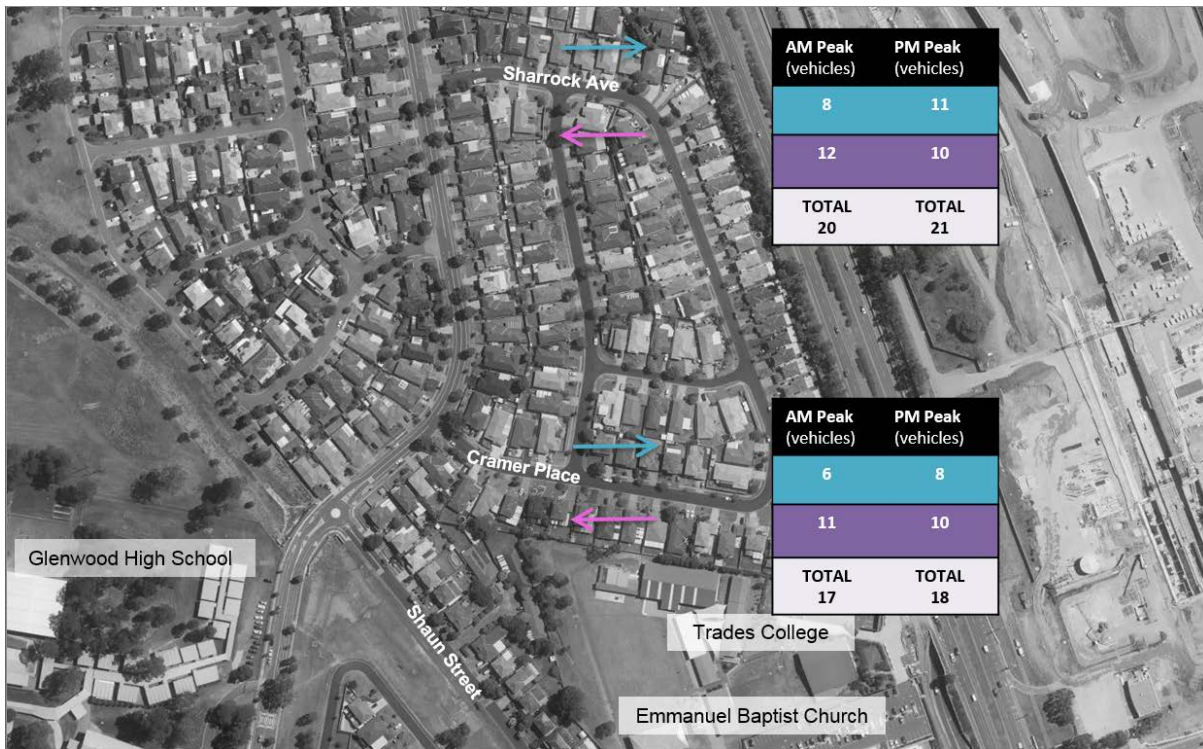 Sharrock Ave
AM Peak PM Peak
(vehicles) (vehicles)
8 11
12 10
TOTAL TOTAL
20 21
Cramer Place
AM Peak PM Peak
(vehicles) (vehicles)
6 8
11 10
TOTAL TOTAL
17 18
Glenwood High School
Shaun Street
Trades College
Emmanuel Baptist Church